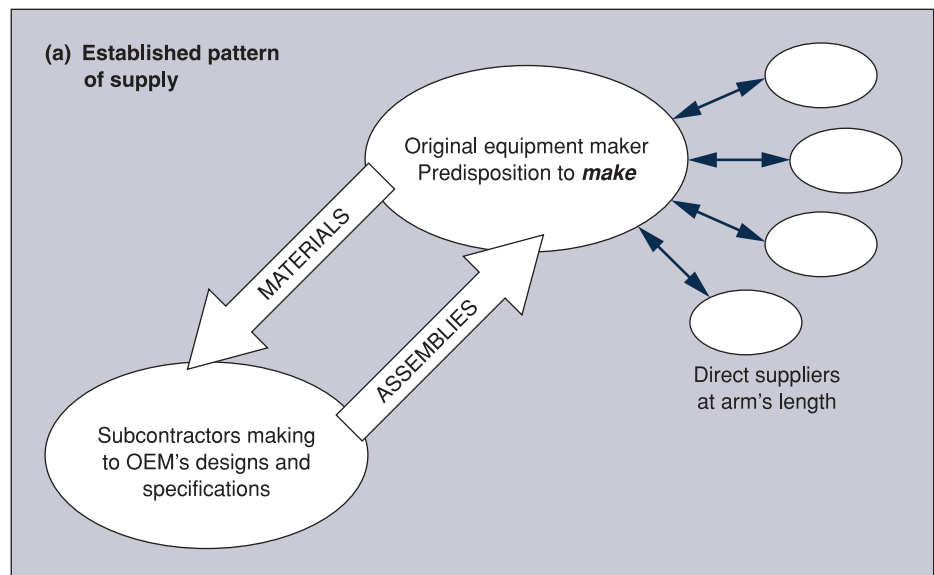 (a) Established pattern
of supply
Original equipment maker
Predisposition to make
MATERIALS
ASSEMBLIES
Subcontractors making
to OEM's designs and
specifications
Direct suppliers
at arm's length